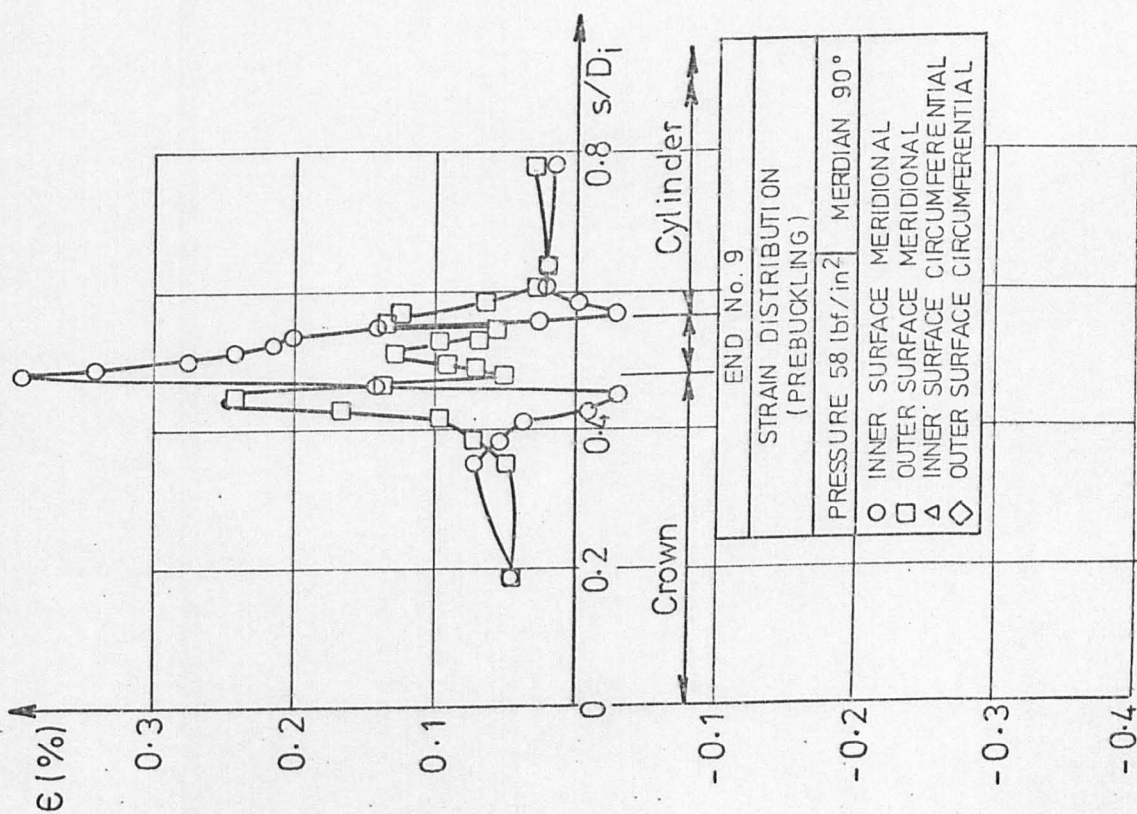 ϵ (%)
0·3
0·2
0·1
0
0·2
0·4
0·8
s/Di
Crown
Cylinder
-0·1
-0·2
-0·3
-0·4
END No. 9
STRAIN DISTRIBUTION
(PREBUCKLING)
PRESSURE 58 lbf/in²
MERDIAN 90°
INNER SURFACE MERIDIONAL
OUTER SURFACE MERIDIONAL
INNER SURFACE CIRCUMFERENTIAL
OUTER SURFACE CIRCUMFERENTIAL